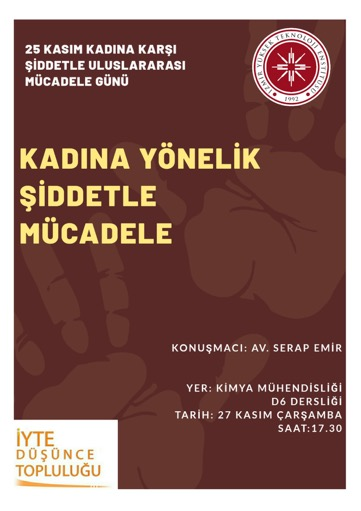 25 KASIM KADINA KARŞI
ŞİDDETLE ULUSLARARASI
MÜCADELE GÜNÜ
İZMİR YÜKSEK TEKNOLOJİ ENSTİTÜSÜ
1992
KADINA YÖNELİK
ŞİDDETLE
MÜCADELE
KONUŞMACI: AV. SERAP EMİR
YER: KİMYA MÜHENDİSLİĞİ
D6 DERSLİĞİ
TARİH: 27 KASIM ÇARŞAMBA
SAAT:17.30
İYTE
DÜŞÜNCE
TOPLULUĞU